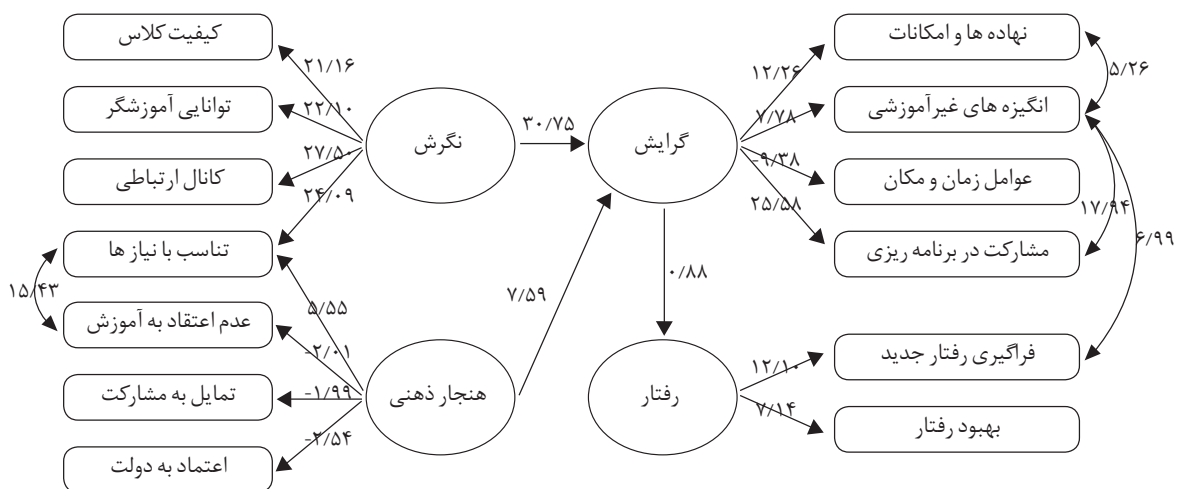 کیفیت کلاس
توانایی آموزشگر
کانال ارتباطی
تناسب با نیاز ها
عدم اعتقاد به آموزش
تمایل به مشارکت
اعتماد به دولت
۱۵/۴۳
۲۱/۱۶
۲۲/۱۰
۲۷/۵۰
۲۴/۰۹
۵/۵۵
-۲/۰۱
-۱/۹۹
-۲/۵۴
نگرش
هنجار ذهنی
۳۰/۷۵
۷/۵۹
گرایش
۰/۸۸
رفتار
۱۲/۲۶
۷/۷۸
-۹/۳۸
۲۵/۵۸
۱۲/۱۰
۷/۱۴
نهاده ها و امکانات
انگیزه های غیرآموزشی
عوامل زمان و مکان
مشارکت در برنامه ریزی
فراگیری رفتار جدید
بهبود رفتار
۵/۲۶
۱۷/۹۴
۶/۹۹